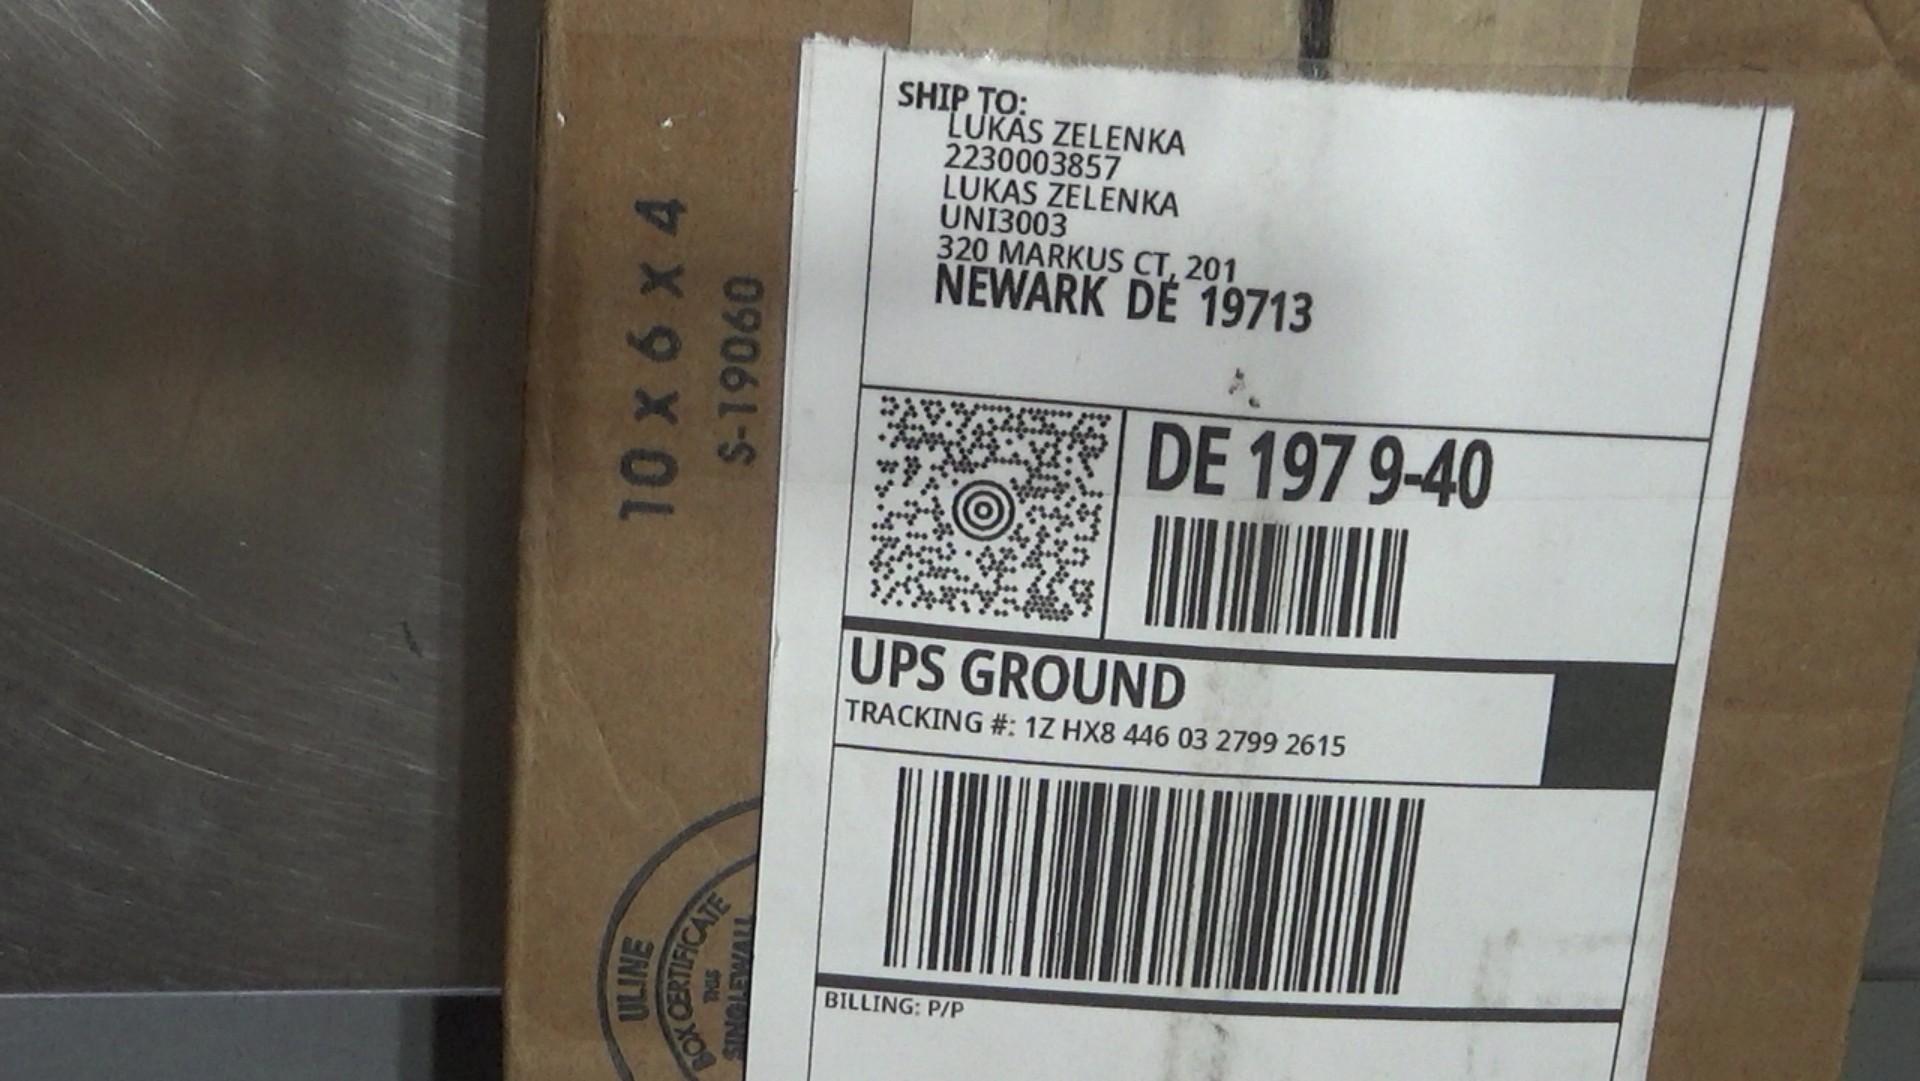 SHIP TO:
LUKAS ZELENKA
2230003857
LUKAS ZELENKA
UNI3003
320 MARKUS CT, 201
NEWARK DE 19713
DE 197 9-40
UPS GROUND
TRACKING #: 1Z HX8 446 03 2799 2615
BILLING: P/P
10 X 6 X 4
S-19060
ULINE
BOX CERTIFICATE
THIS
SINGLEWALL